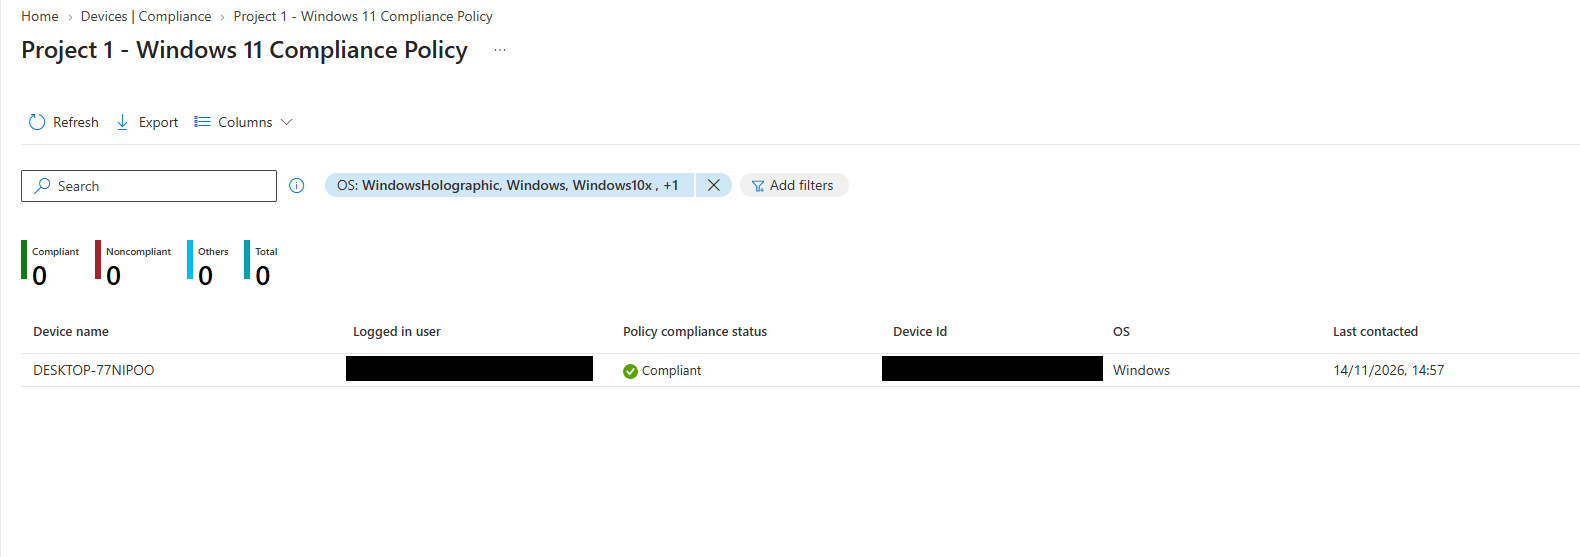 Home > Devices | Compliance > Project 1 - Windows 11 Compliance Policy
Project 1 - Windows 11 Compliance Policy ...
Refresh Export Columns
Search OS: WindowsHolographic, Windows, Windows10x , +1 Add filters
Compliant Noncompliant Others Total
0 0 0 0
Device name Logged in user Policy compliance status Device Id OS Last contacted
DESKTOP-77NIPOO Compliant Windows 14/11/2026, 14:57